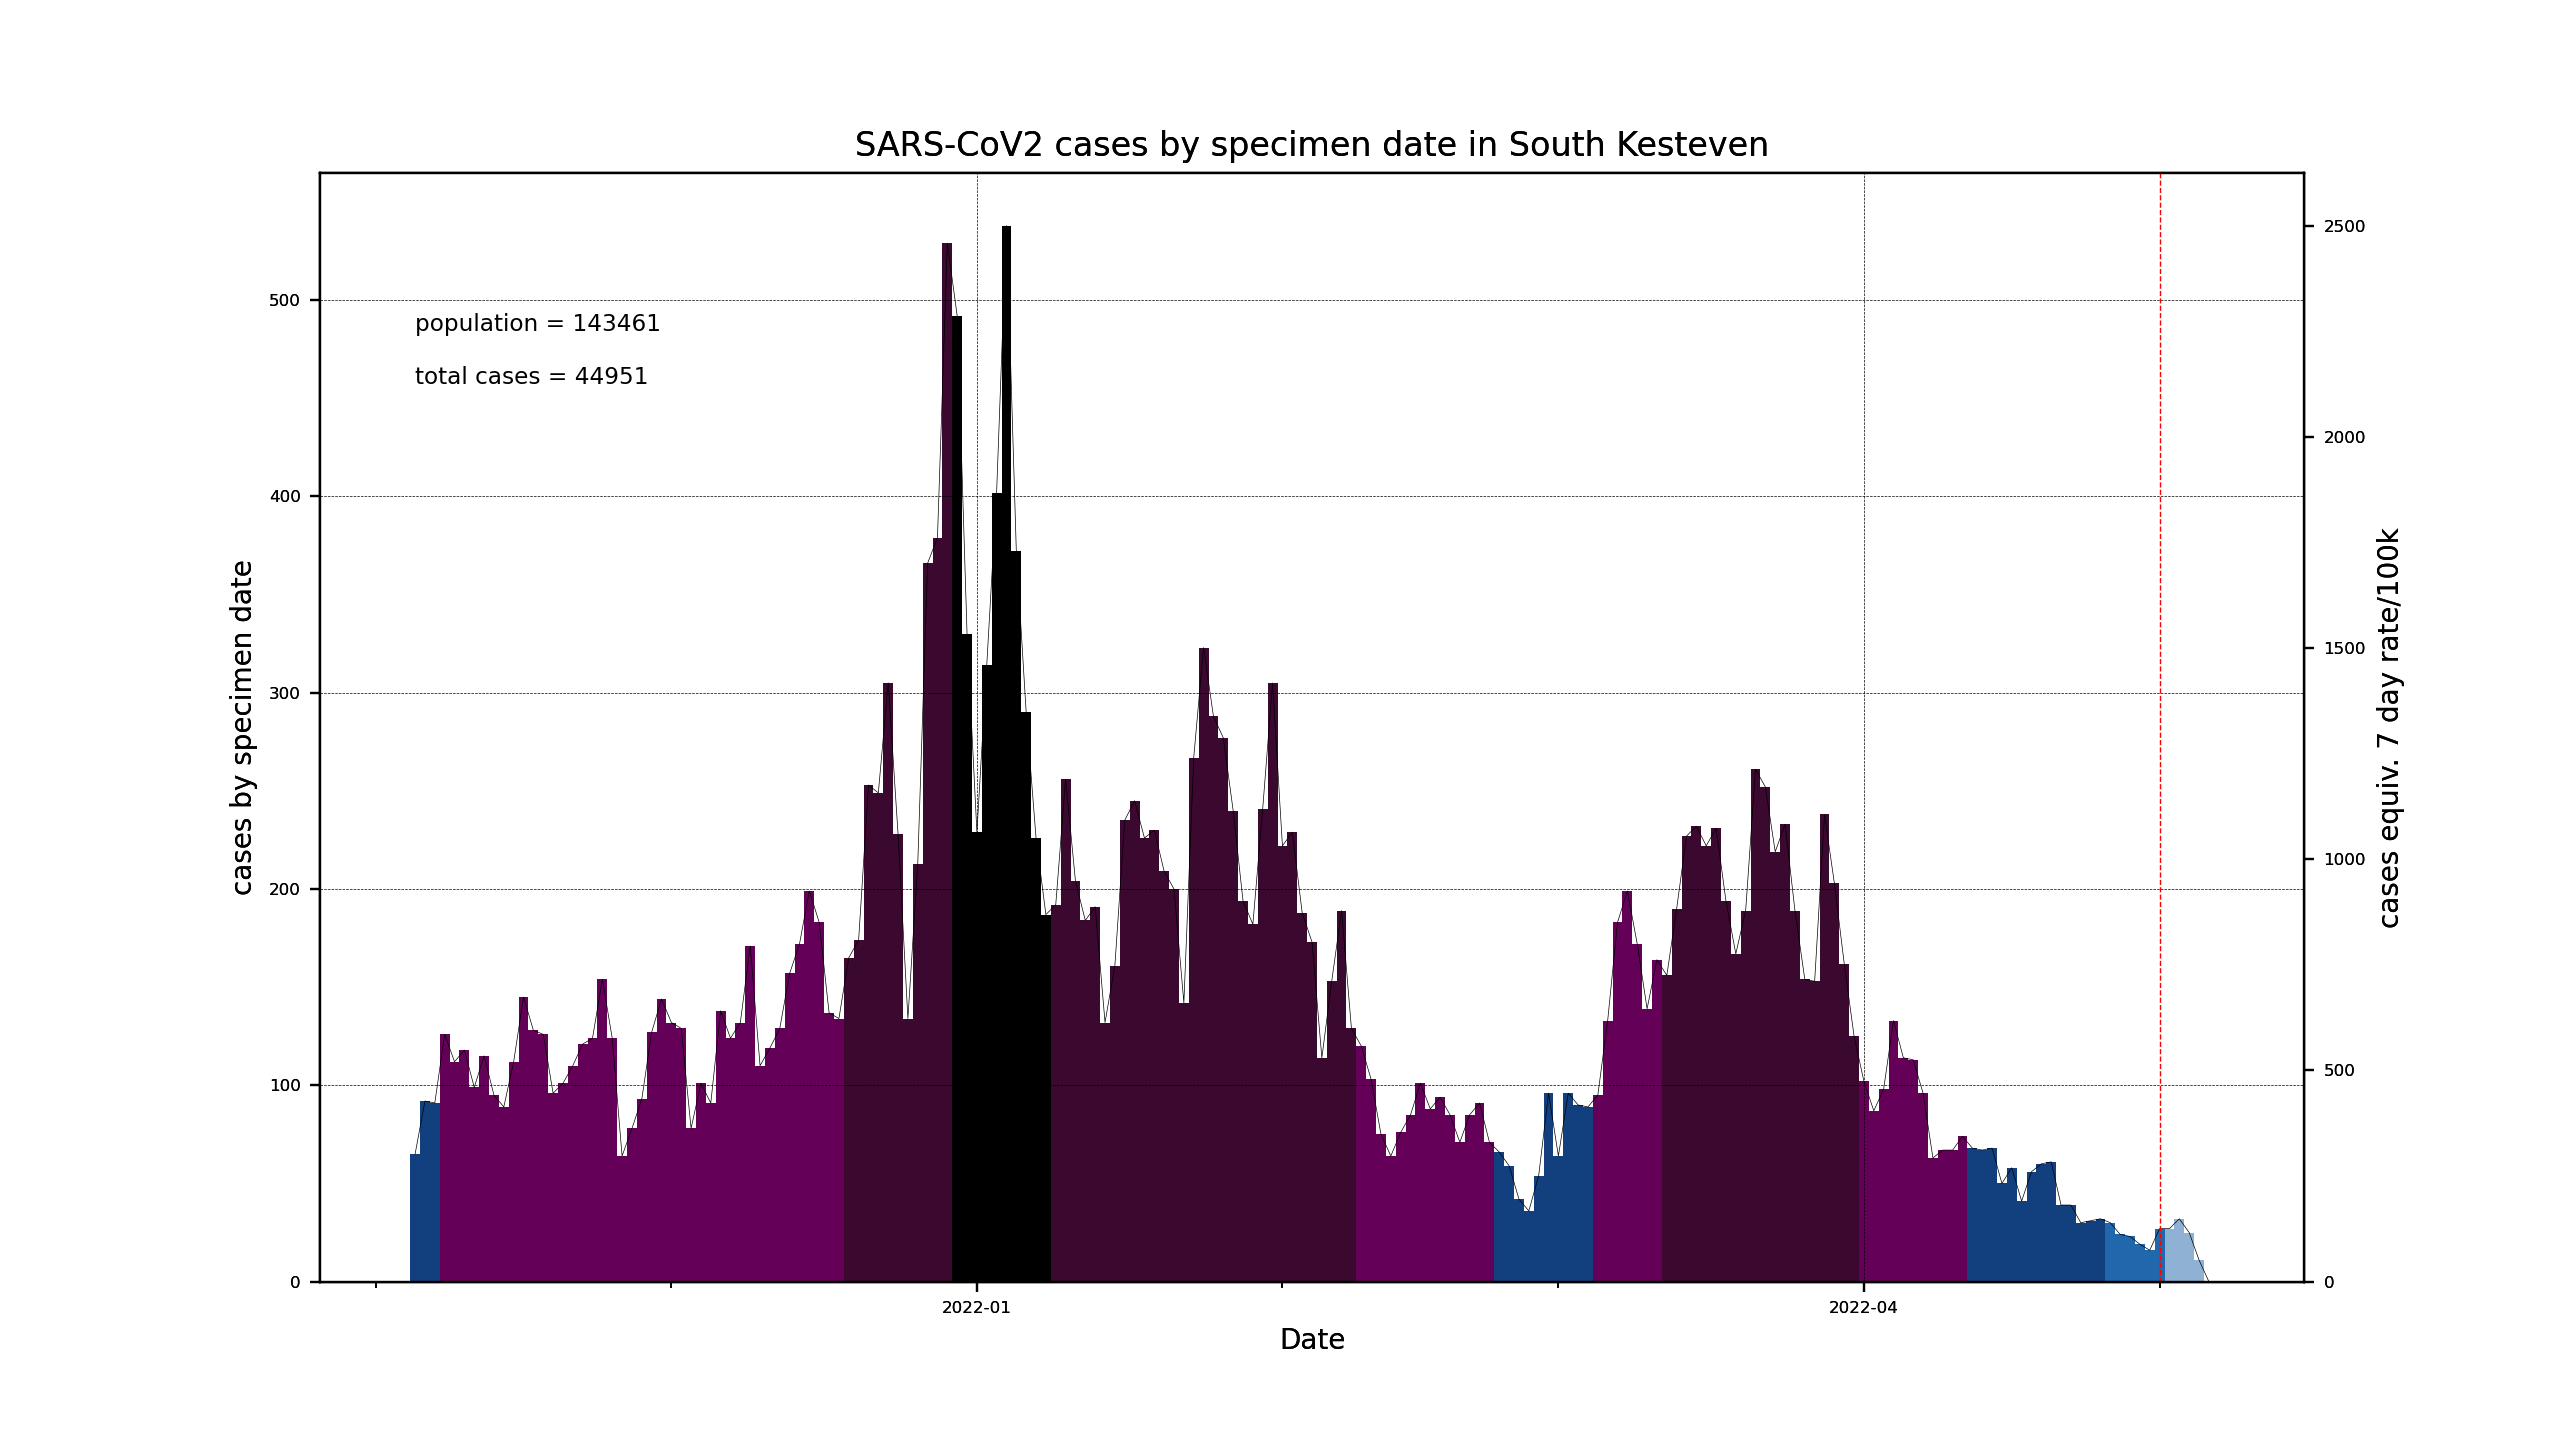 SARS-CoV2 cases by specimen date in South Kesteven
population = 143461
total cases = 44951
cases by specimen date
500
400
300
200
100
0
2500
2000
1500
1000
500
0
cases equiv. 7 day rate/100k
2022-01
2022-04
Date